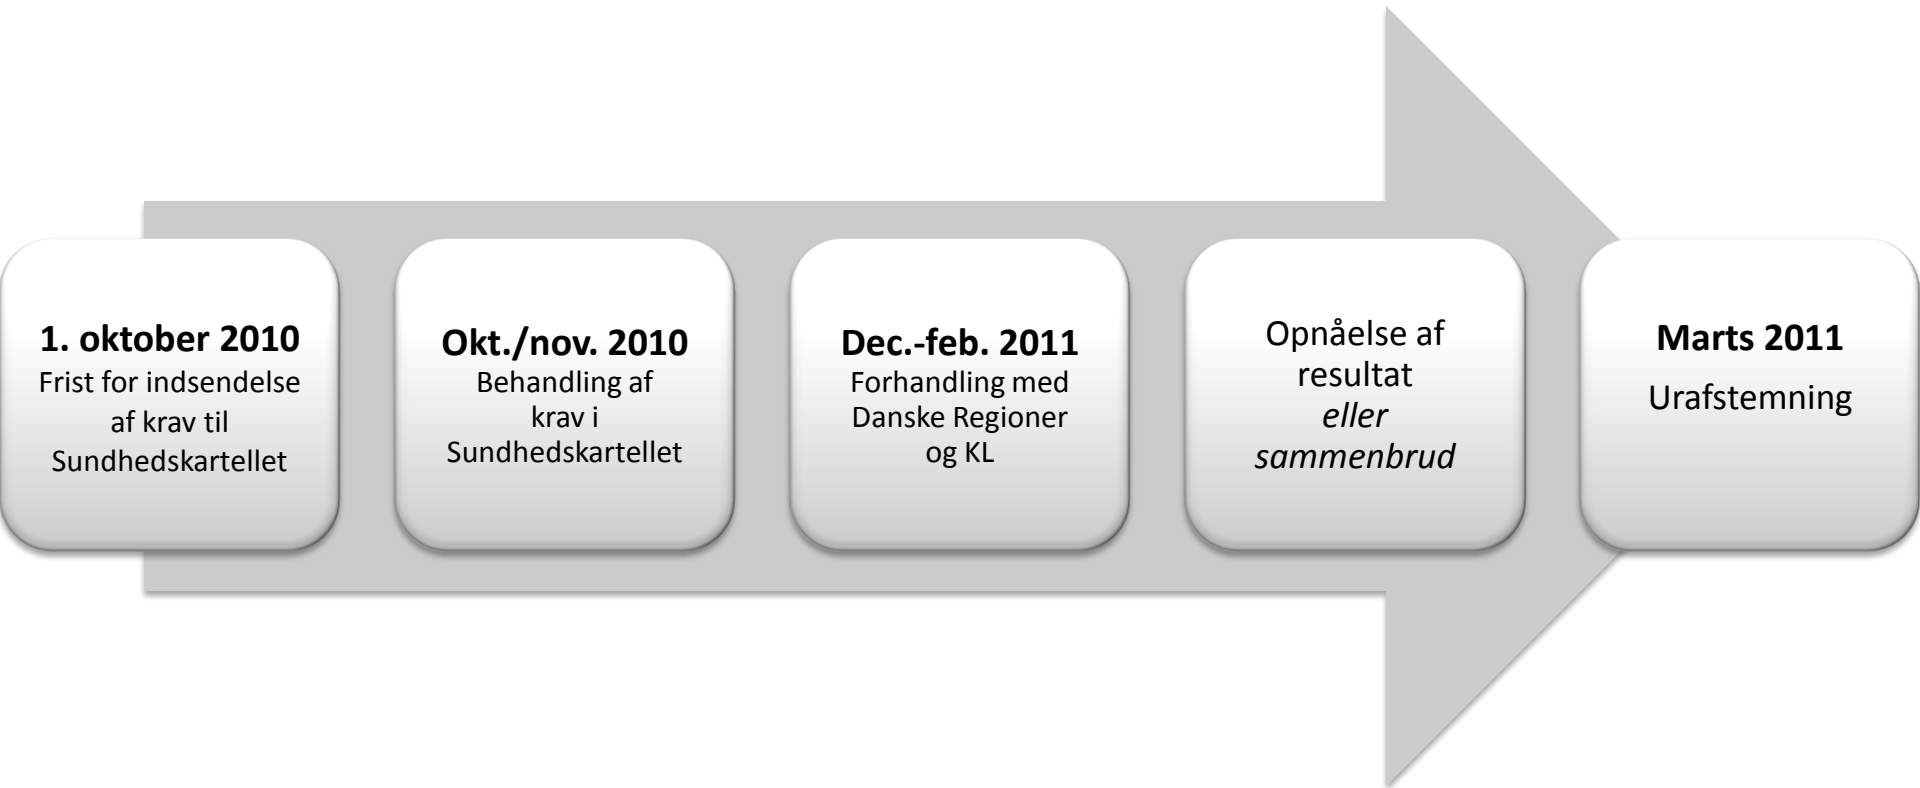 1. oktober 2010
Frist for indsendelse
af krav til
Sundhedskartellet
Okt./nov. 2010
Behandling af
krav i
Sundhedskartellet
Dec.-feb. 2011
Forhandling med
Danske Regioner
og KL
Opnåelse af
resultat
eller
sammenbrud
Marts 2011
Urafstemning